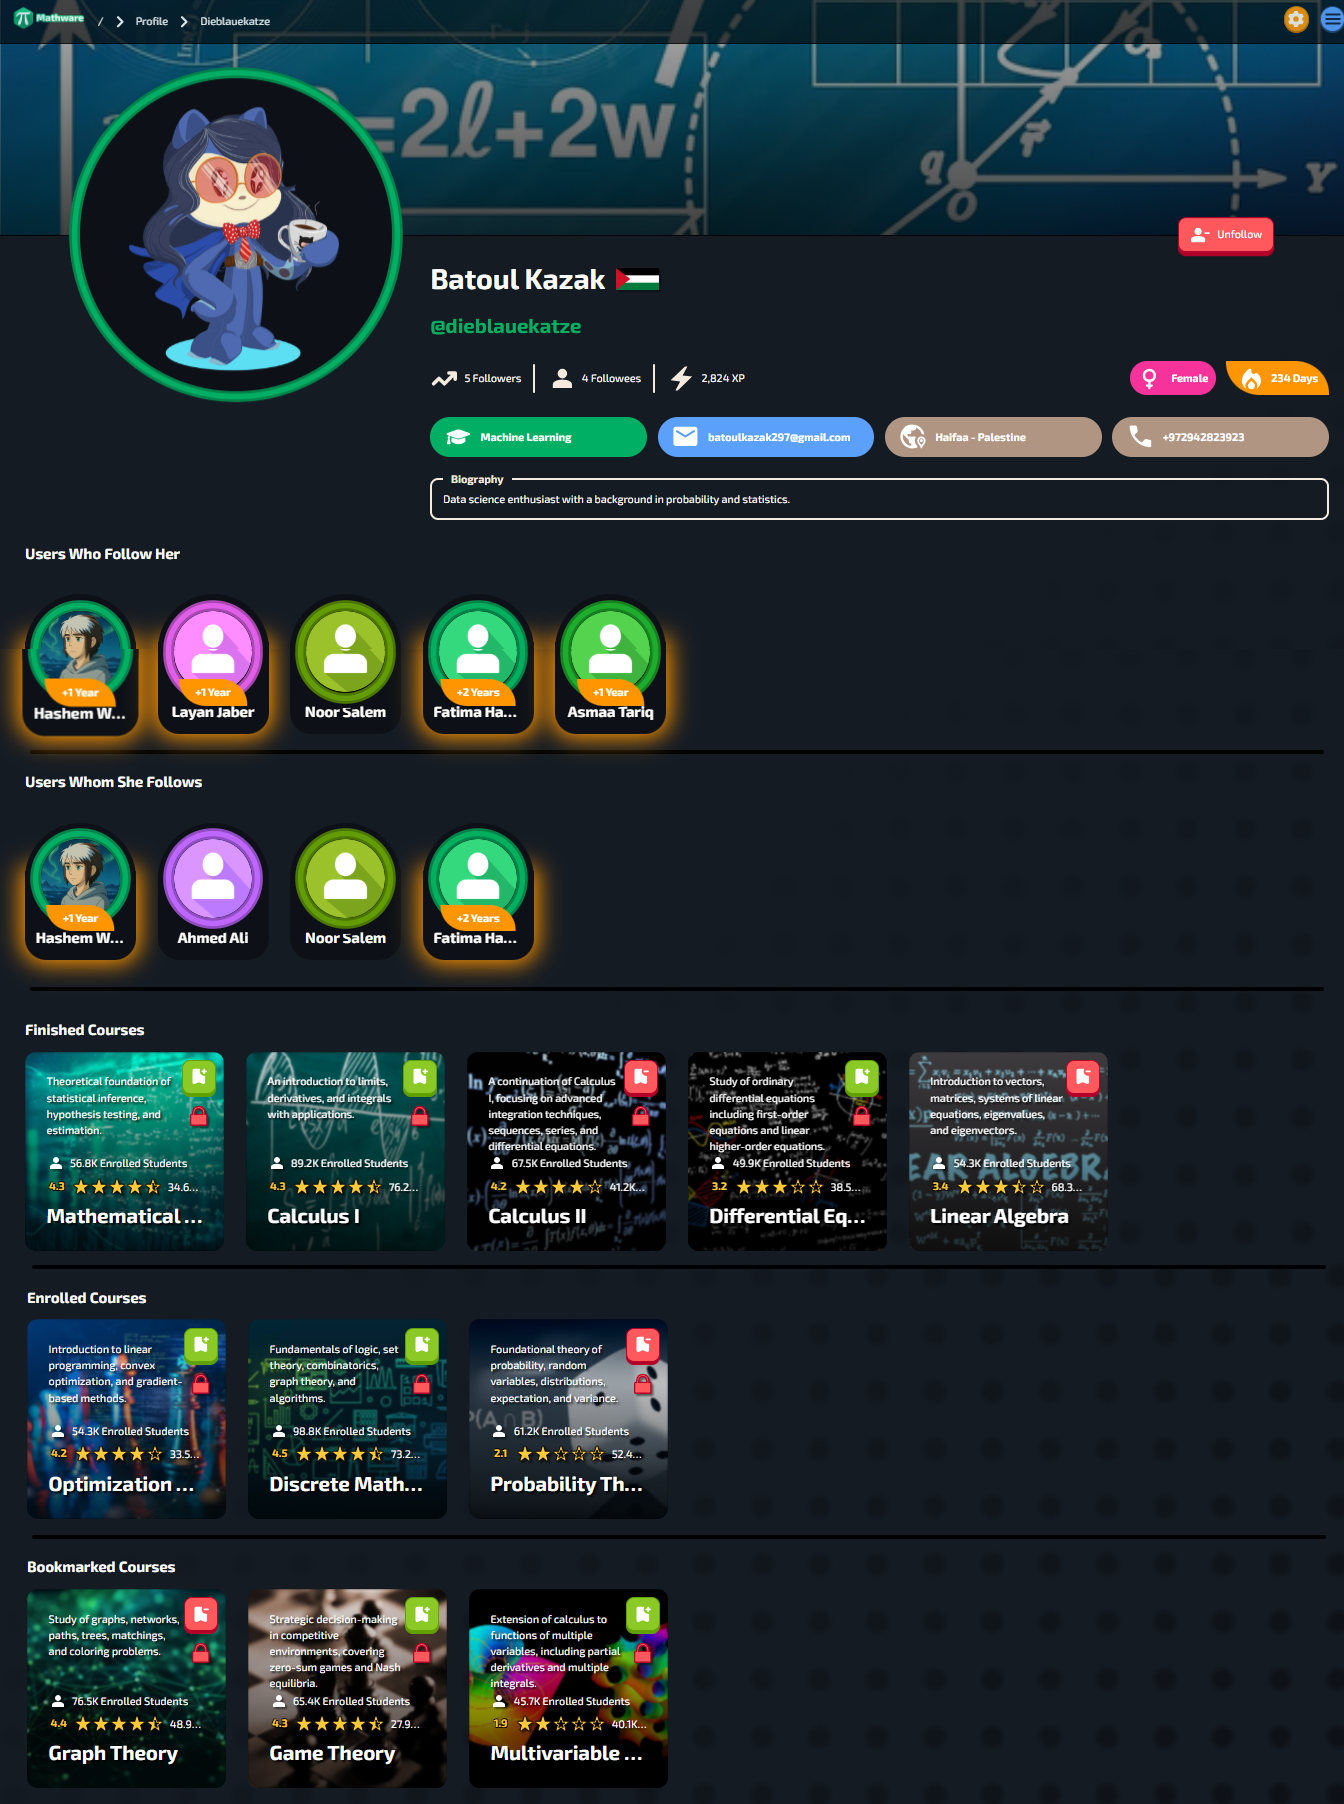 Mathware / Profile Dieblauekatze
=2ℓ+2w
q
r
o
Y
Unfollow
Batoul Kazak
@dieblauekatze
5 Followers
4 Followees
2,824 XP
Female
234 Days
Machine Learning
batoulkazak297@gmail.com
Haifaa - Palestine
+972942823923
Biography
Data science enthusiast with a background in probability and statistics.
Users Who Follow Her
+1 Year
Hashem W...
+1 Year
Layan Jaber
Noor Salem
+2 Years
Fatima Ha...
+1 Year
Asmaa Tariq
Users Whom She Follows
+1 Year
Hashem W...
Ahmed Ali
Noor Salem
+2 Years
Fatima Ha...
Finished Courses
Theoretical foundation of
statistical inference,
hypothesis testing, and
estimation.
56.8K Enrolled Students
4.3 34.6...
Mathematical ...
An introduction to limits,
derivatives, and integrals
with applications.
89.2K Enrolled Students
4.3 76.2...
Calculus I
A continuation of Calculus
I, focusing on advanced
integration techniques,
sequences, series, and
differential equations.
67.5K Enrolled Students
4.2 41.2K...
Calculus II
Study of ordinary
differential equations
including first-order
equations and linear
higher-order equations.
49.9K Enrolled Students
3.2 38.5...
Differential Eq...
Introduction to vectors,
matrices, systems of linear
equations, eigenvalues,
and eigenvectors.
54.3K Enrolled Students
3.4 68.3...
Linear Algebra
Enrolled Courses
Introduction to linear
programming, convex
optimization, and gradient-
based methods.
54.3K Enrolled Students
4.2 33.5...
Optimization ...
Fundamentals of logic, set
theory, combinatorics,
graph theory, and
algorithms.
98.8K Enrolled Students
4.5 73.2...
Discrete Math...
Foundational theory of
probability, random
variables, distributions,
expectation, and variance.
P(A∩B)
61.2K Enrolled Students
2.1 52.4...
Probability Th...
Bookmarked Courses
Study of graphs, networks,
paths, trees, matchings,
and coloring problems.
76.5K Enrolled Students
4.4 48.9...
Graph Theory
Strategic decision-making
in competitive
environments, covering
zero-sum games and Nash
equilibria.
65.4K Enrolled Students
4.3 27.9...
Game Theory
Extension of calculus to
functions of multiple
variables, including partial
derivatives and multiple
integrals.
45.7K Enrolled Students
1.9 40.1K...
Multivariable ...